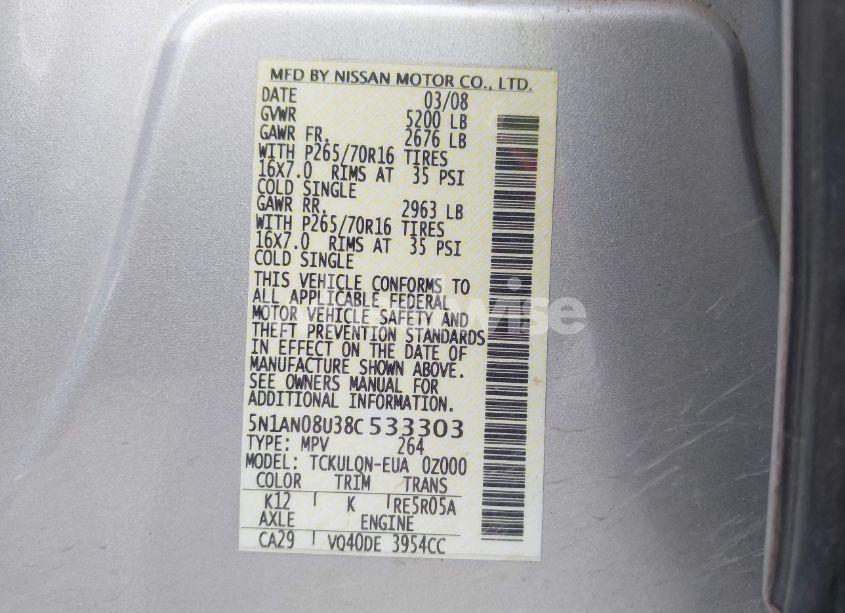 MFD BY NISSAN MOTOR CO., LTD.
DATE 03/08
GVWR 5200 LB
GAWR FR. 2676 LB
WITH P265/70R16 TIRES
16X7.0 RIMS AT 35 PSI
COLD SINGLE
GAWR RR. 2963 LB
WITH P265/70R16 TIRES
16X7.0 RIMS AT 35 PSI
COLD SINGLE
THIS VEHICLE CONFORMS TO
ALL APPLICABLE FEDERAL
MOTOR VEHICLE SAFETY AND
THEFT PREVENTION STANDARDS
IN EFFECT ON THE DATE OF
MANUFACTURE SHOWN ABOVE.
SEE OWNERS MANUAL FOR
ADDITIONAL INFORMATION.
5N1AN08U38C533303
TYPE: MPV 264
MODEL: TCKULQN-EUA 0Z000
COLOR TRIM TRANS
K12 K RE5R05A
AXLE ENGINE
CA29 VQ40DE 3954CC